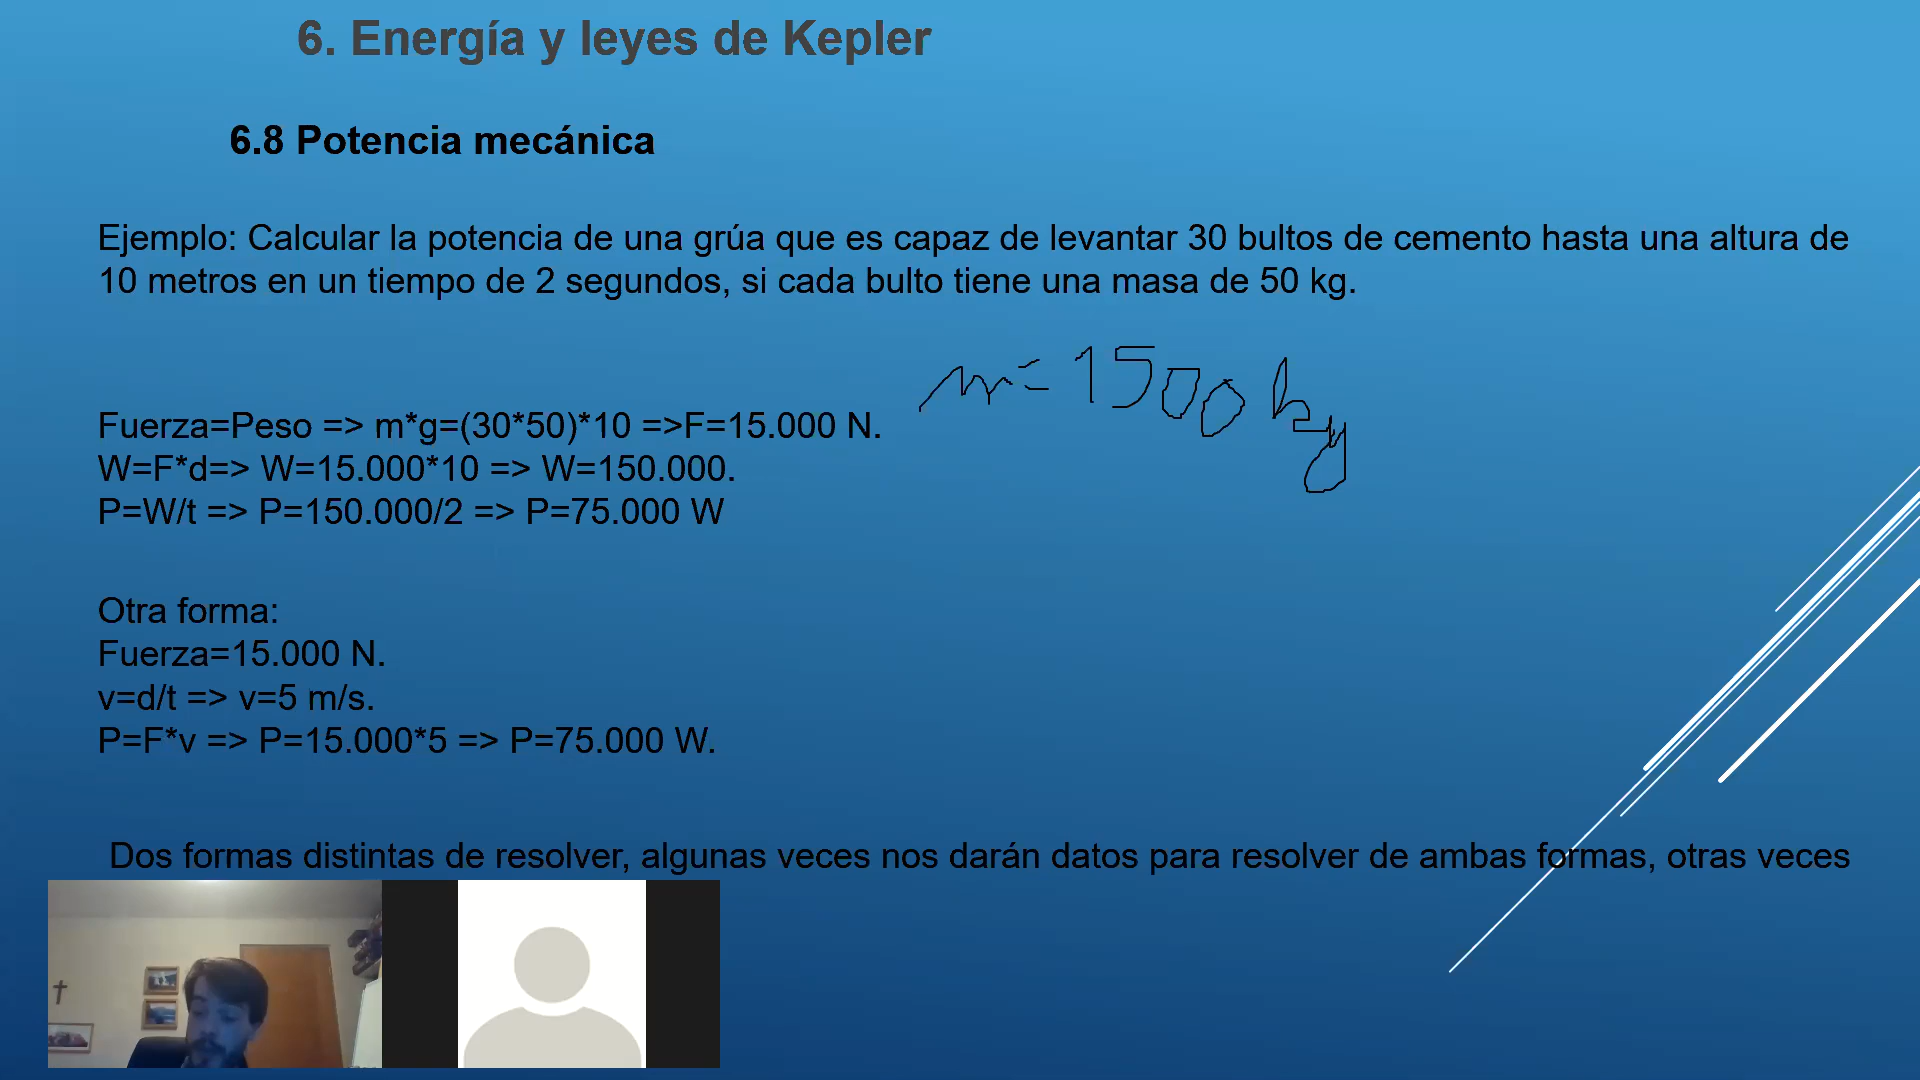 6. Energía y leyes de Kepler
6.8 Potencia mecánica
Ejemplo: Calcular la potencia de una grúa que es capaz de levantar 30 bultos de cemento hasta una altura de
10 metros en un tiempo de 2 segundos, si cada bulto tiene una masa de 50 kg.
m=1500 kg
Fuerza=Peso => m*g=(30*50)*10 =>F=15.000 N.
W=F*d=> W=15.000*10 => W=150.000.
P=W/t => P=150.000/2 => P=75.000 W
Otra forma:
Fuerza=15.000 N.
v=d/t => v=5 m/s.
P=F*v => P=15.000*5 => P=75.000 W.
Dos formas distintas de resolver, algunas veces nos darán datos para resolver de ambas formas, otras veces